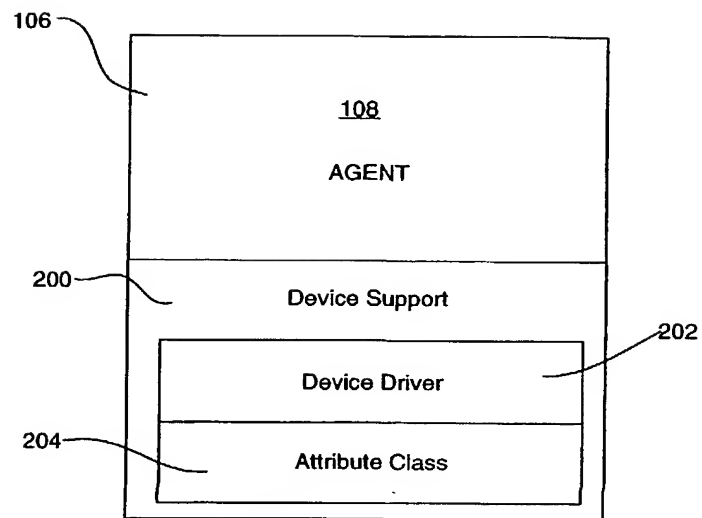 106
108
AGENT
200
Device Support
202
Device Driver
204
Attribute Class